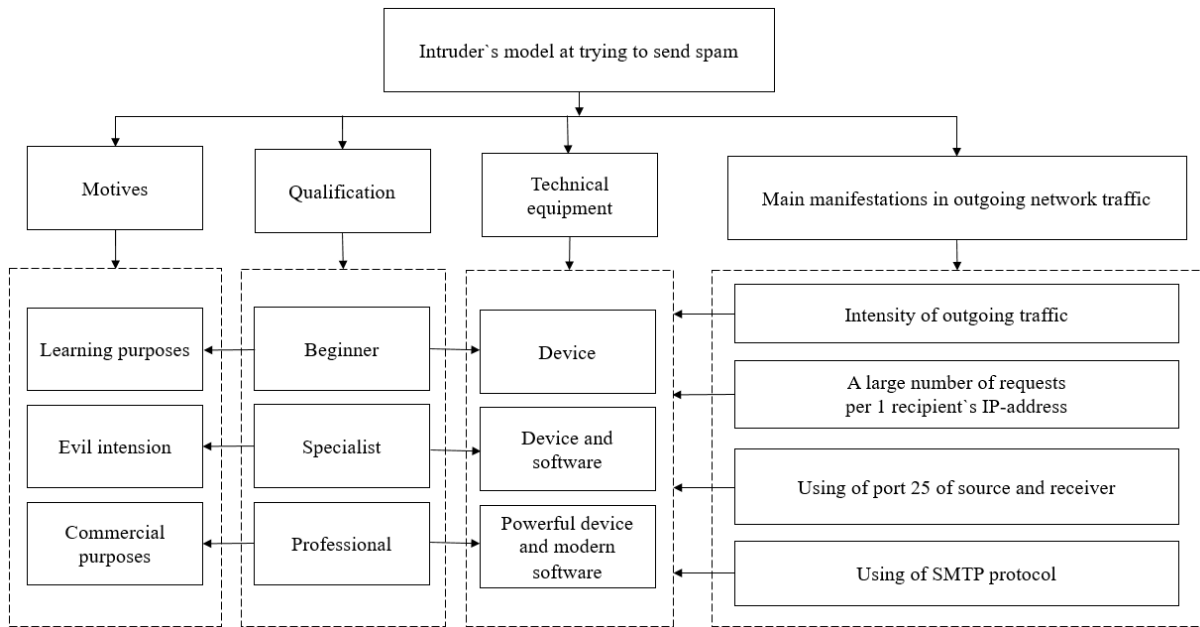 Intruder`s model at trying to send spam
Motives
Qualification
Technical
equipment
Main manifestations in outgoing network traffic
Learning purposes
Beginner
Device
Intensity of outgoing traffic
A large number of requests
per 1 recipient`s IP-address
Evil intension
Specialist
Device and
software
Using of port 25 of source and receiver
Commercial
purposes
Professional
Powerful device
and modern
software
Using of SMTP protocol